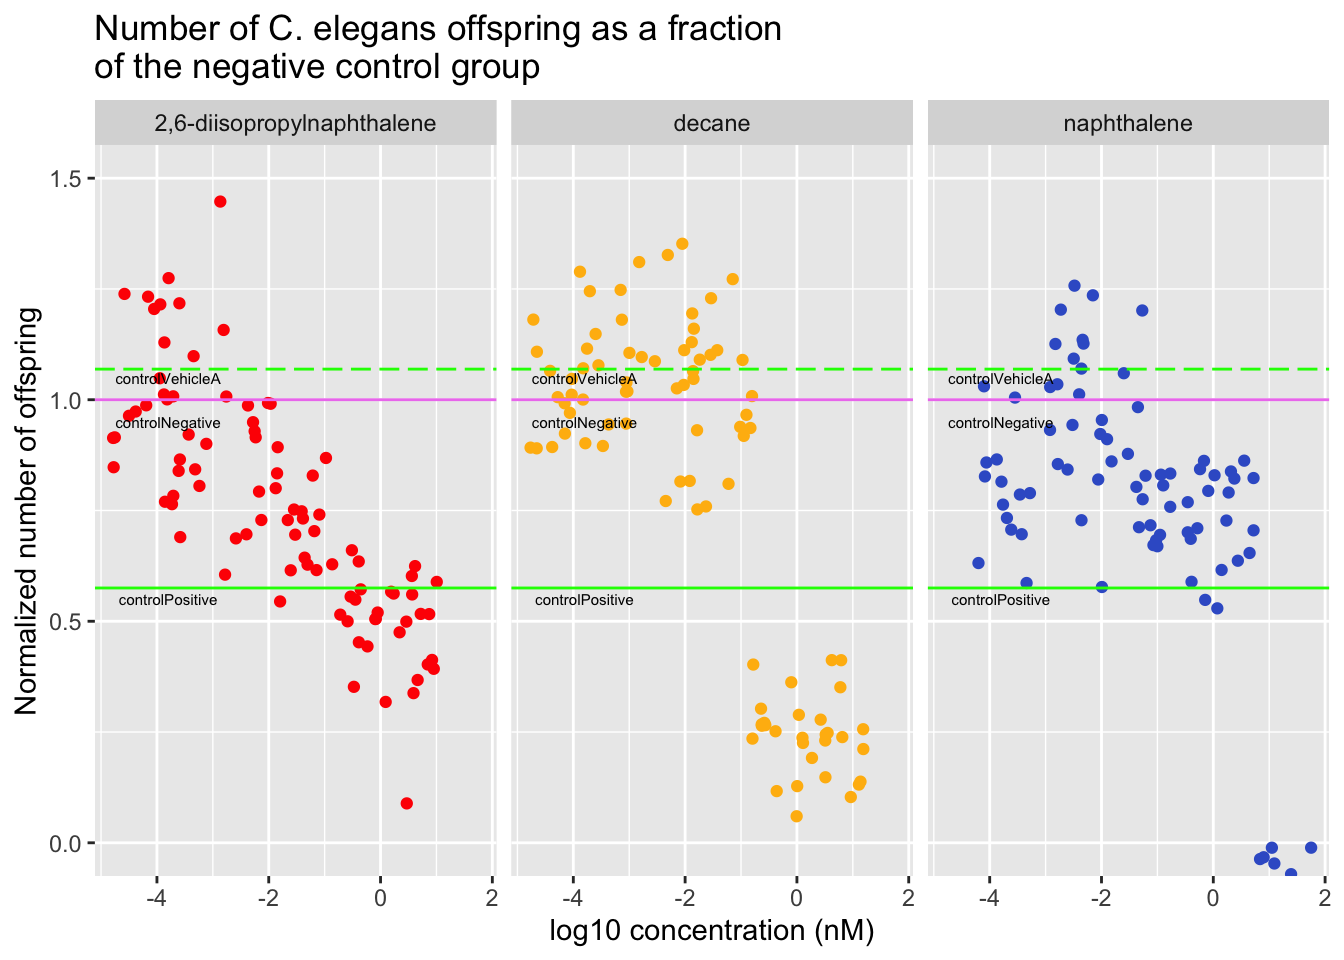 Number of C. elegans offspring as a fraction
of the negative control group
2,6-diisopropylnaphthalene
decane
naphthalene
Normalized number of offspring
1.5
1.0
0.5
0.0
controlVehicleA
controlNegative
controlPositive
controlVehicleA
controlNegative
controlPositive
controlVehicleA
controlNegative
controlPositive
-4 -2 0 2
-4 -2 0 2
-4 -2 0 2
log10 concentration (nM)